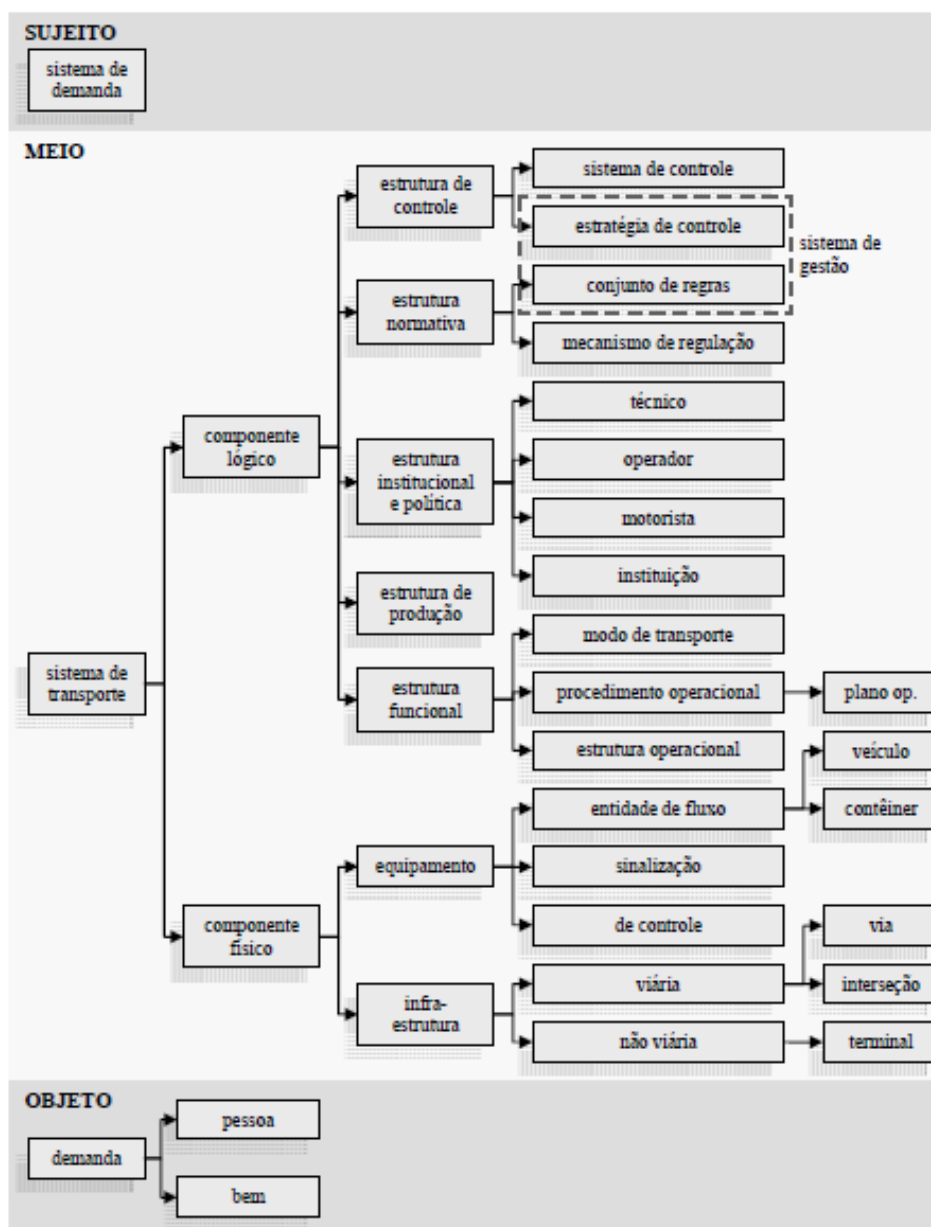 SUJEITO
sistema de
demanda
MEIO
estrutura de
controle
sistema de controle
estratégia de controle
sistema de
gestão
estrutura
normativa
conjunto de regras
mecanismo de regulação
componente
lógico
estrutura
institucional
e política
técnico
operador
motorista
instituição
estrutura de
produção
sistema de
transporte
estrutura
funcional
modo de transporte
procedimento operacional
plano op.
estrutura operacional
componente
físico
equipamento
entidade de fluxo
veículo
contêiner
sinalização
de controle
infra-
estrutura
viária
via
interseção
não viária
terminal
OBJETO
demanda
pessoa
bem